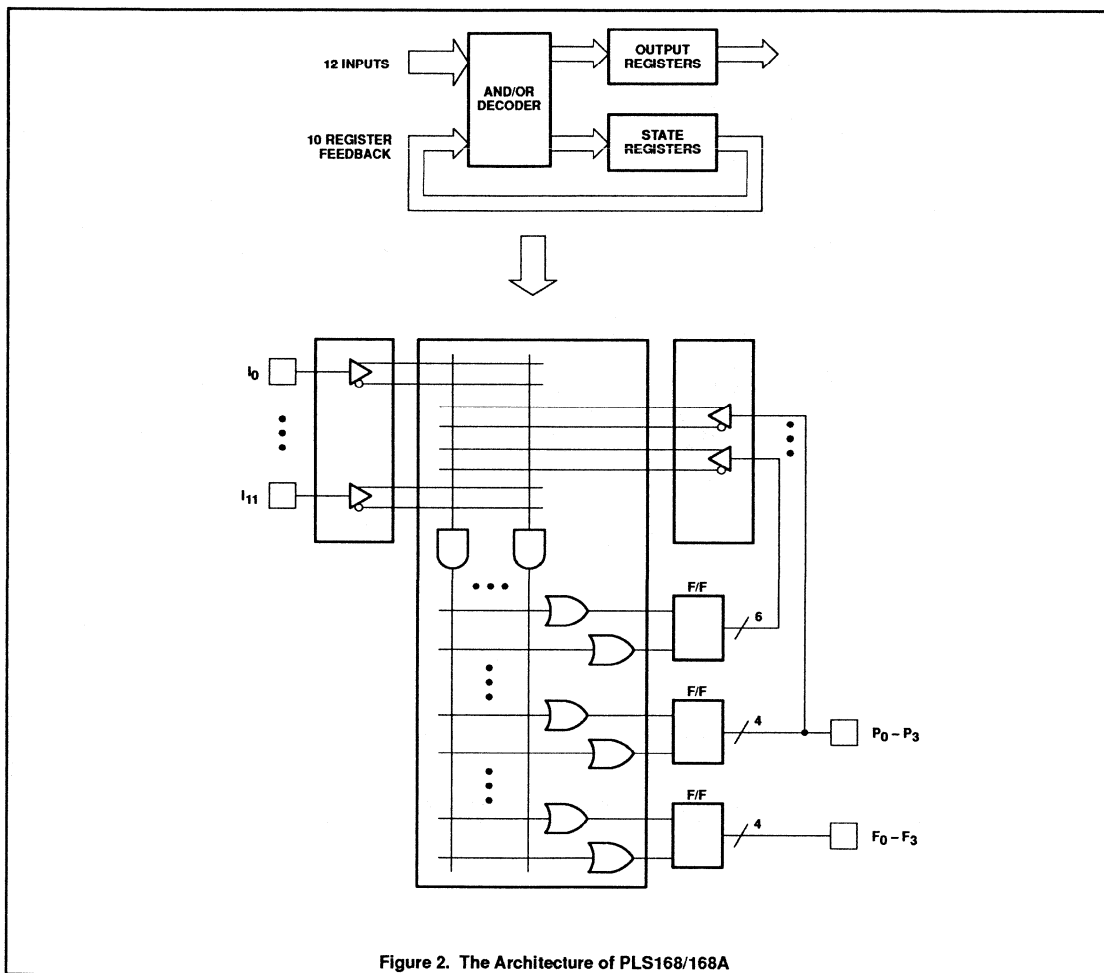 12 INPUTS
AND/OR
DECODER
OUTPUT
REGISTERS
10 REGISTER
FEEDBACK
STATE
REGISTERS
I0
I11
F/F
6
F/F
4
P0 – P3
F/F
4
F0 – F3
Figure 2. The Architecture of PLS168/168A